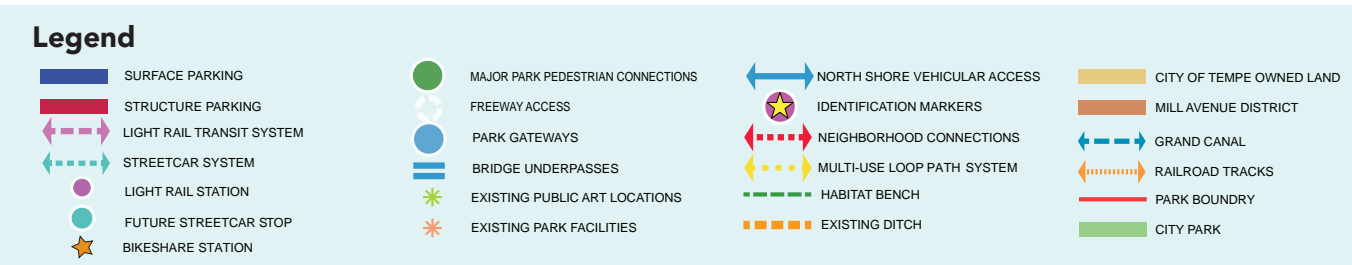 Legend
SURFACE PARKING
STRUCTURE PARKING
LIGHT RAIL TRANSIT SYSTEM
STREETCAR SYSTEM
LIGHT RAIL STATION
FUTURE STREETCAR STOP
BIKESHARE STATION
MAJOR PARK PEDESTRIAN CONNECTIONS
FREEWAY ACCESS
PARK GATEWAYS
BRIDGE UNDERPASSES
EXISTING PUBLIC ART LOCATIONS
EXISTING PARK FACILITIES
NORTH SHORE VEHICULAR ACCESS
IDENTIFICATION MARKERS
NEIGHBORHOOD CONNECTIONS
MULTI-USE LOOP PATH SYSTEM
HABITAT BENCH
EXISTING DITCH
CITY OF TEMPE OWNED LAND
MILL AVENUE DISTRICT
GRAND CANAL
RAILROAD TRACKS
PARK BOUNDRY
CITY PARK